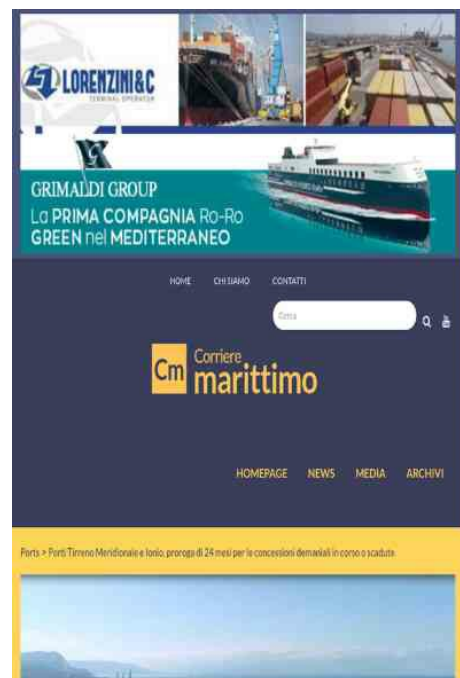 LORENZINI&C
TERMINAL OPERATOR
GRIMALDI GROUP
La PRIMA COMPAGNIA Ro-Ro
GREEN nel MEDITERRANEO
HOME CHI SIAMO CONTATTI
Cerca
Cm Corriere
marittimo
HOMEPAGE NEWS MEDIA ARCHIVI
Ports > Porti Tirreno Meridionale e Ionio, proroga di 24 mesi per le concessioni demaniali in corso o scadute